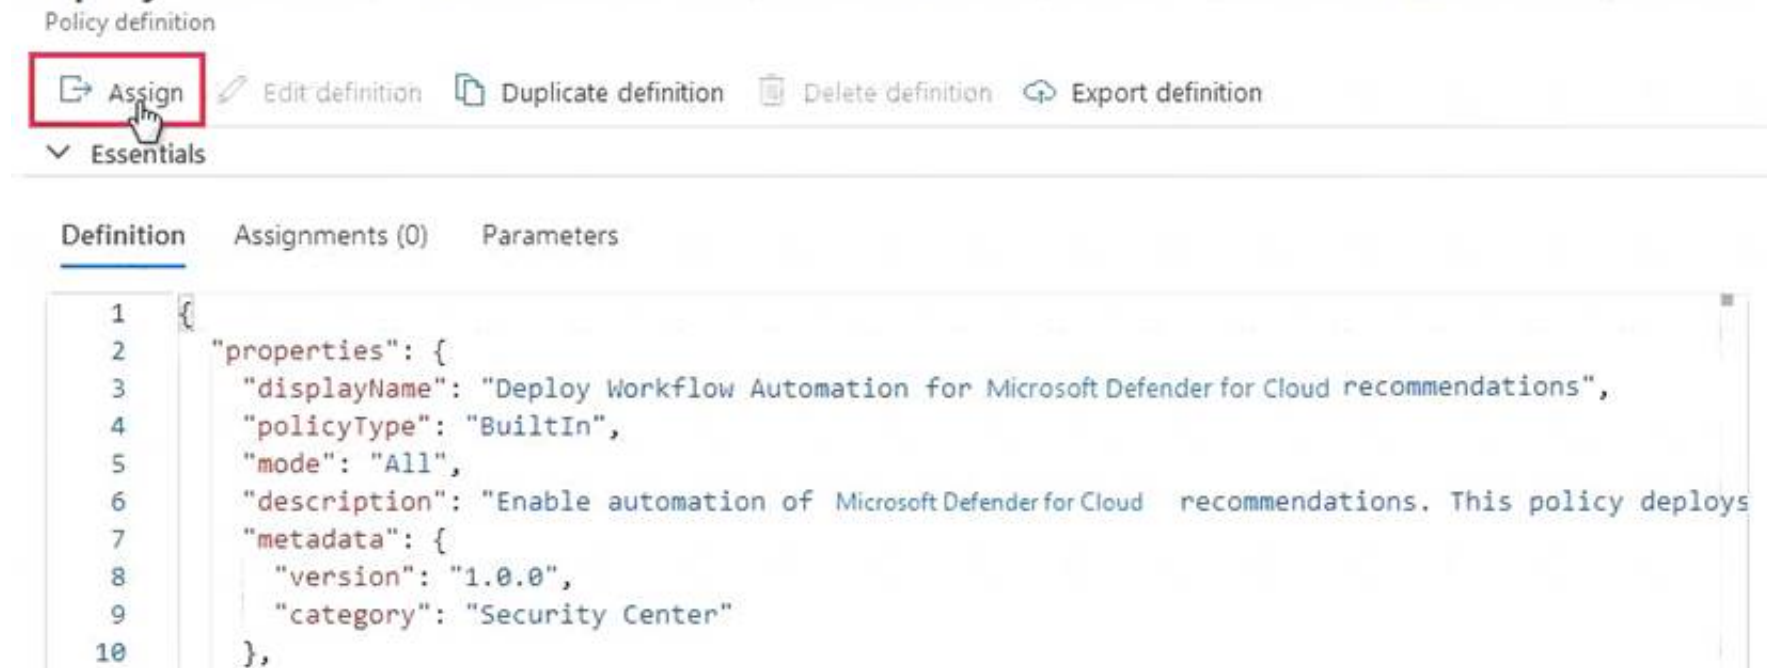 Policy definition
Assign Edit definition Duplicate definition Delete definition Export definition
Essentials
Definition Assignments (0) Parameters
1 {
2 "properties": {
3 "displayName": "Deploy Workflow Automation for Microsoft Defender for Cloud recommendations",
4 "policyType": "BuiltIn",
5 "mode": "All",
6 "description": "Enable automation of Microsoft Defender for Cloud recommendations. This policy deploys
7 "metadata": {
8 "version": "1.0.0",
9 "category": "Security Center"
10 },